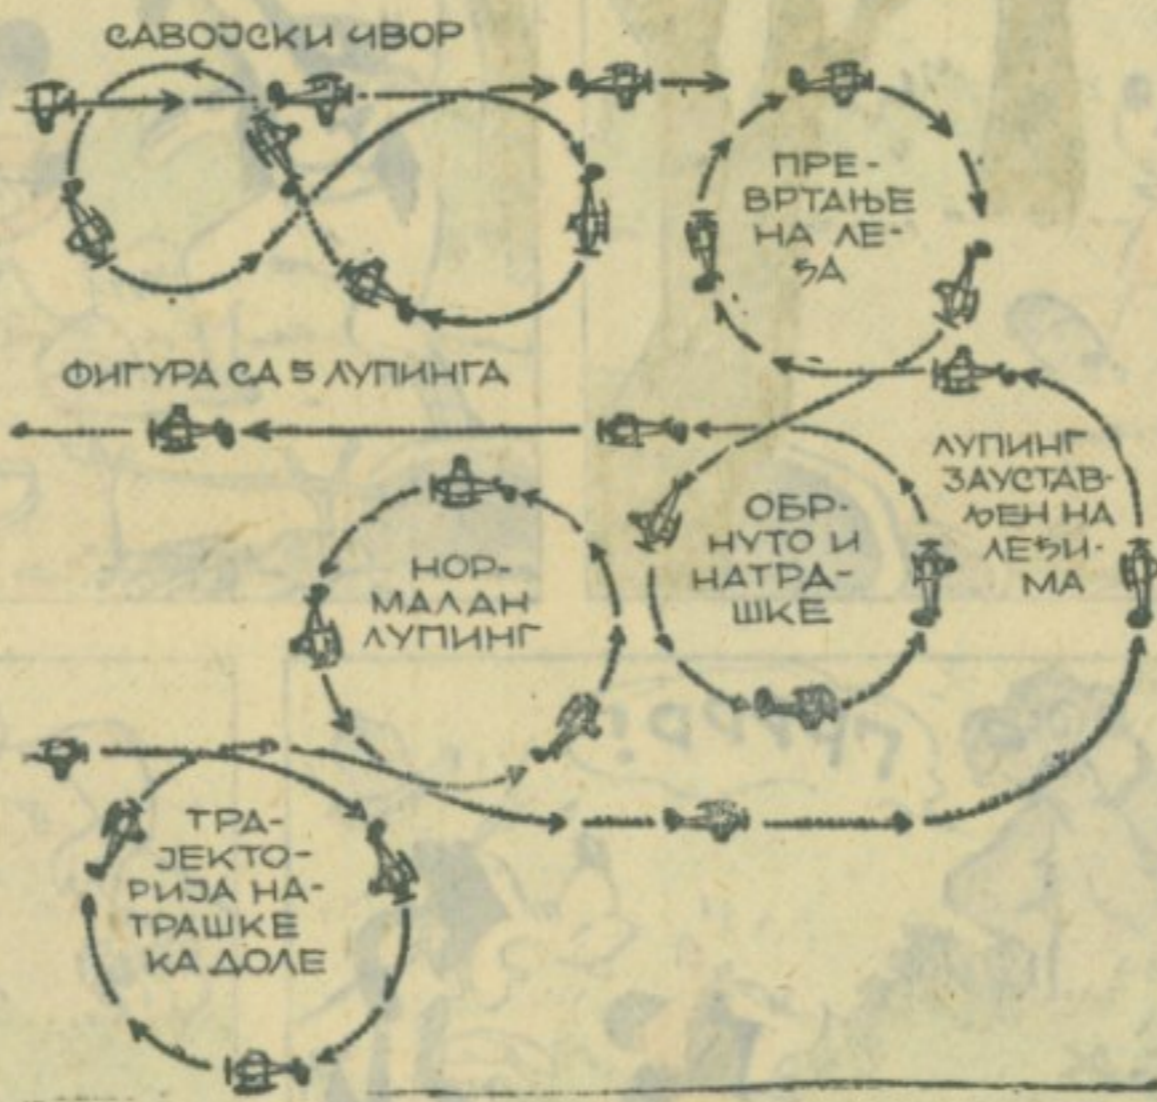 САВОЈСКИ ЧВОР
ПРЕ-
ВРТАЊЕ
НА ЛЕ-
ЂА
ФИГУРА СА 5 ЛУПИНГА
ЛУПИНГ
ЗАУСТАВ-
ЉЕН НА
ЛЕЂИ-
МА
ОБР-
НУТО И
НАТРА-
ШКЕ
НОР-
МАЛАН
ЛУПИНГ
ТРА-
ЈЕКТО-
РИЈА НА-
ТРАШКЕ
КА ДОЛЕ